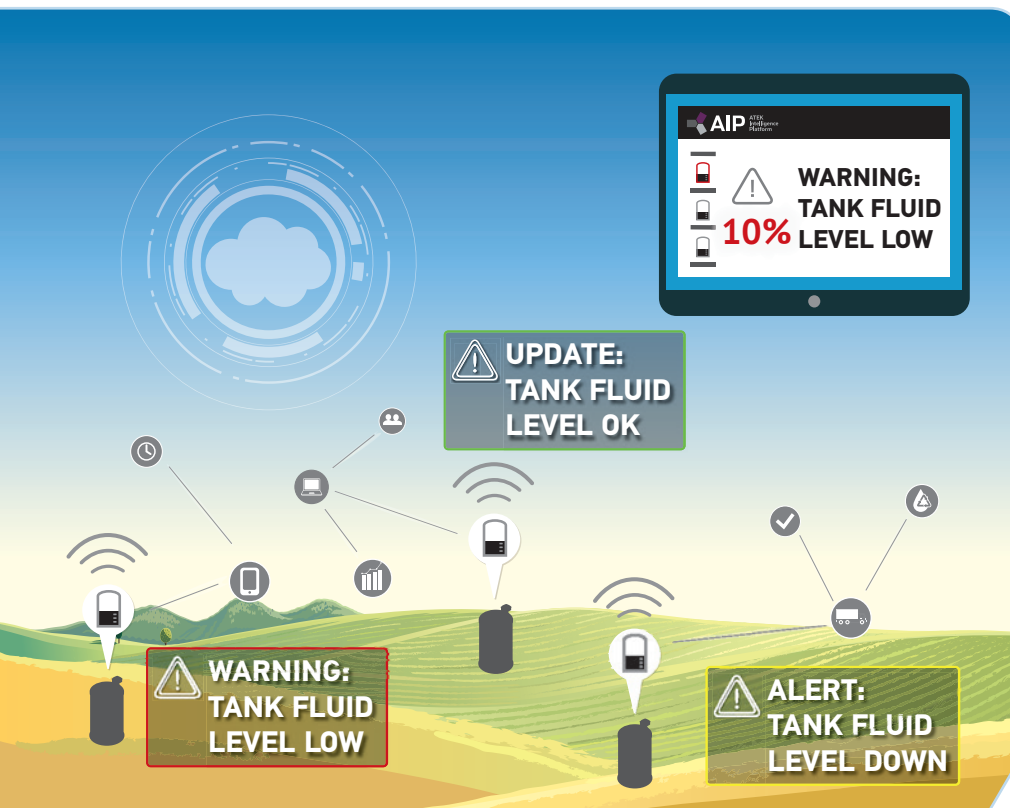 AIP ATEK
Intelligence
Platform
WARNING:
TANK FLUID
10% LEVEL LOW
UPDATE:
TANK FLUID
LEVEL OK
WARNING:
TANK FLUID
LEVEL LOW
ALERT:
TANK FLUID
LEVEL DOWN